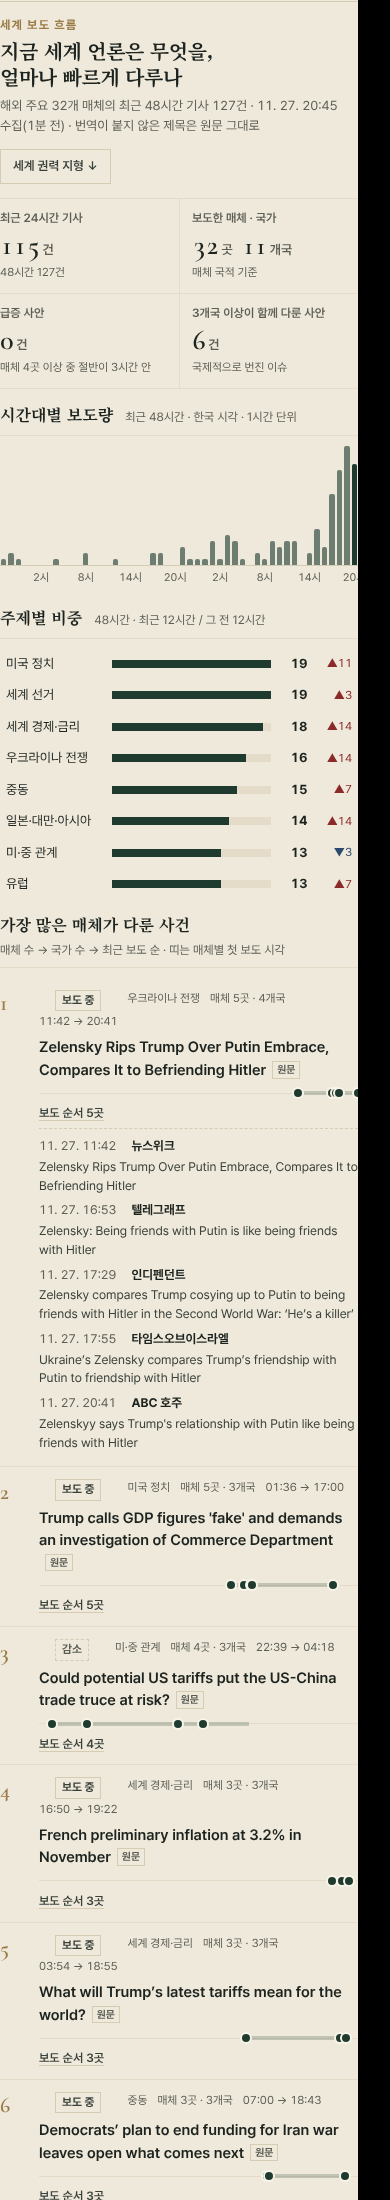 세계 보도 흐름
지금 세계 언론은 무엇을,
얼마나 빠르게 다루나
해외 주요 32개 매체의 최근 48시간 기사 127건 · 11. 27. 20:45
수집(1분 전) · 번역이 붙지 않은 제목은 원문 그대로
세계 권력 지형 ↓
최근 24시간 기사
115건
48시간 127건
보도한 매체 · 국가
32곳 11개국
매체 국적 기준
급증 사안
0건
매체 4곳 이상 중 절반이 3시간 안
3개국 이상이 함께 다룬 사안
6건
국제적으로 번진 이슈
시간대별 보도량 최근 48시간 · 한국 시각 · 1시간 단위
2시 8시 14시 20시 2시 8시 14시 20
주제별 비중 48시간 · 최근 12시간 / 그 전 12시간
미국 정치 19 ▲11
세계 선거 19 ▲3
세계 경제·금리 18 ▲14
우크라이나 전쟁 16 ▲14
중동 15 ▲7
일본·대만·아시아 14 ▲14
미·중 관계 13 ▼3
유럽 13 ▲7
가장 많은 매체가 다룬 사건
매체 수 → 국가 수 → 최근 보도 순 · 띠는 매체별 첫 보도 시각
1 보도 중 우크라이나 전쟁 매체 5곳 · 4개국
11:42 → 20:41
Zelensky Rips Trump Over Putin Embrace,
Compares It to Befriending Hitler 원문
보도 순서 5곳
11. 27. 11:42 뉴스위크
Zelensky Rips Trump Over Putin Embrace, Compares It to
Befriending Hitler
11. 27. 16:53 텔레그래프
Zelensky: Being friends with Putin is like being friends
with Hitler
11. 27. 17:29 인디펜던트
Zelensky compares Trump cosying up to Putin to being
friends with Hitler in the Second World War: ‘He’s a killer’
11. 27. 17:55 타임스오브이스라엘
Ukraine’s Zelensky compares Trump’s friendship with
Putin to friendship with Hitler
11. 27. 20:41 ABC 호주
Zelenskyy says Trump's relationship with Putin like being
friends with Hitler
2 보도 중 미국 정치 매체 5곳 · 3개국 01:36 → 17:00
Trump calls GDP figures 'fake' and demands
an investigation of Commerce Department
원문
보도 순서 5곳
3 감소 미·중 관계 매체 4곳 · 3개국 22:39 → 04:18
Could potential US tariffs put the US-China
trade truce at risk? 원문
보도 순서 4곳
4 보도 중 세계 경제·금리 매체 3곳 · 3개국
16:50 → 19:22
French preliminary inflation at 3.2% in
November 원문
보도 순서 3곳
5 보도 중 세계 경제·금리 매체 3곳 · 3개국
03:54 → 18:55
What will Trump’s latest tariffs mean for the
world? 원문
보도 순서 3곳
6 보도 중 중동 매체 3곳 · 3개국 07:00 → 18:43
Democrats’ plan to end funding for Iran war
leaves open what comes next 원문
보도 순서 3곳